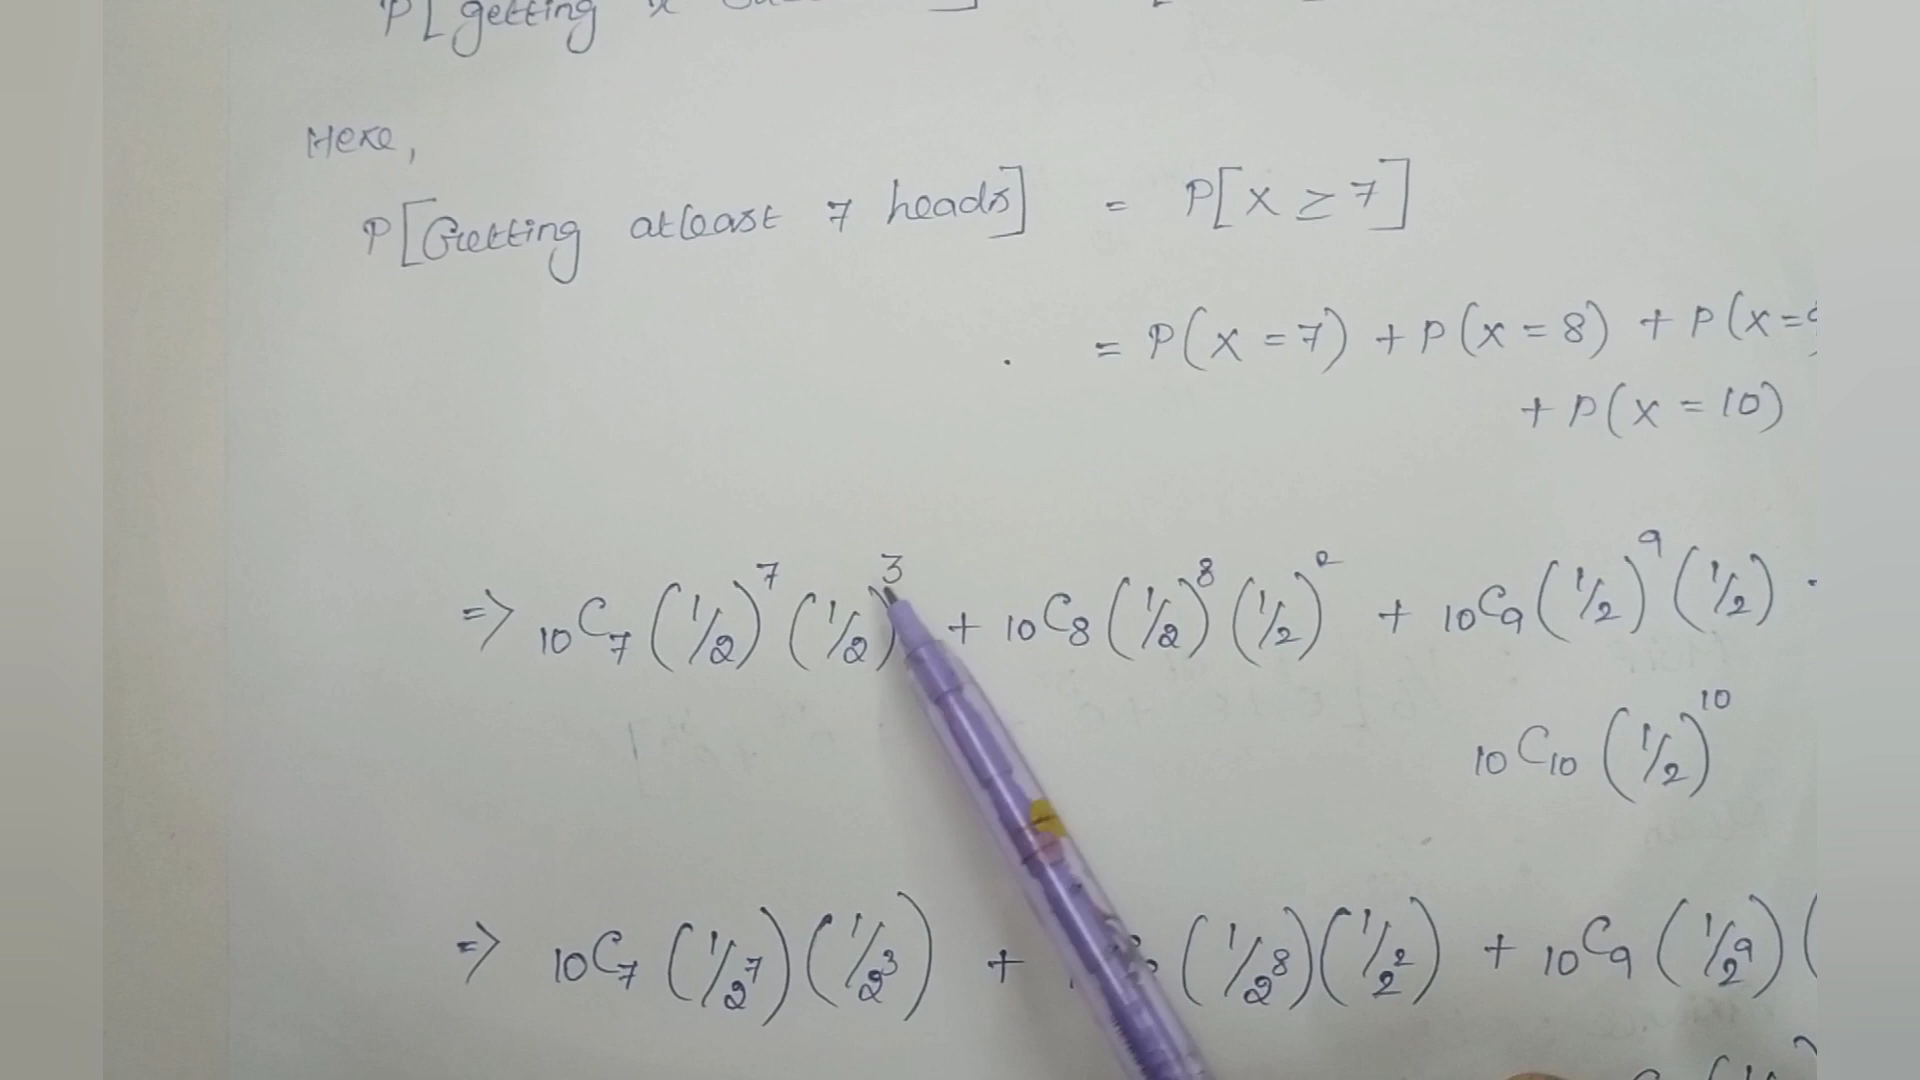 P[getting x
Here,
P[Getting atleast 7 heads] = P[X ≥ 7]
= P(X = 7) + P(X = 8) + P(X =
+ P(X = 10)
=> 10C7 (1/2)^7 (1/2)^3 + 10C8 (1/2)^8 (1/2)^2 + 10C9 (1/2)^9 (1/2)
10C10 (1/2)^10
=> 10C7 (1/2^7) (1/2^3) + (1/2^8) (1/2^2) + 10C9 (1/2^9) (